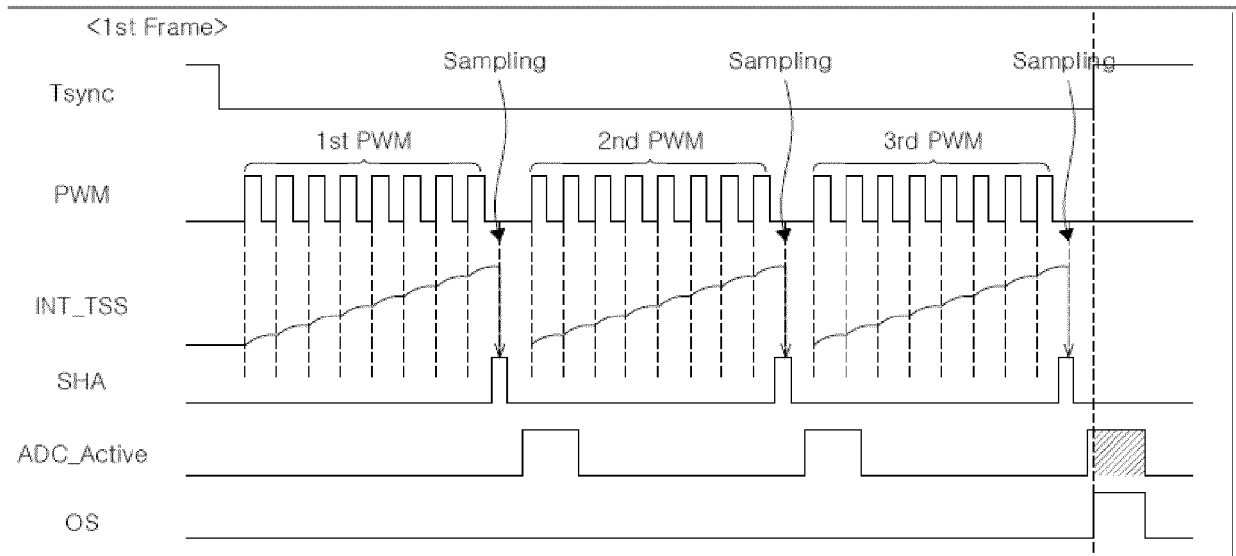 <1st Frame>
Sampling Sampling Sampling
Tsync
1st PWM 2nd PWM 3rd PWM
PWM
INT_TSS
SHA
ADC_Active
OS